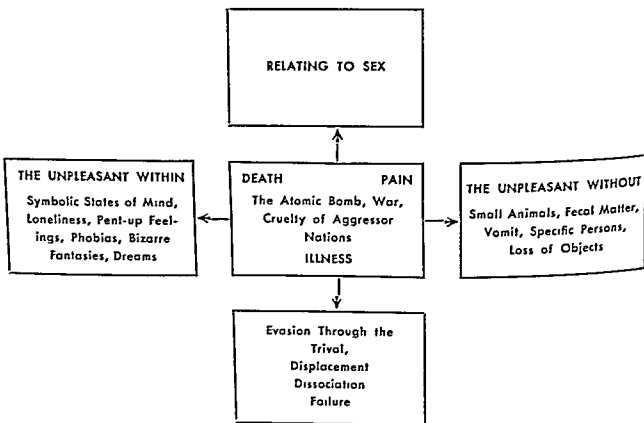 RELATING TO SEX
THE UNPLEASANT WITHIN
Symbolic States of Mind,
Loneliness, Pent-up Feel-
ings, Phobias, Bizarre
Fantasies, Dreams
DEATH PAIN
The Atomic Bomb, War,
Cruelty of Aggressor
Nations
ILLNESS
THE UNPLEASANT WITHOUT
Small Animals, Fecal Matter,
Vomit, Specific Persons,
Loss of Objects
Evasion Through the
Trival,
Displacement
Dissociation
Failure